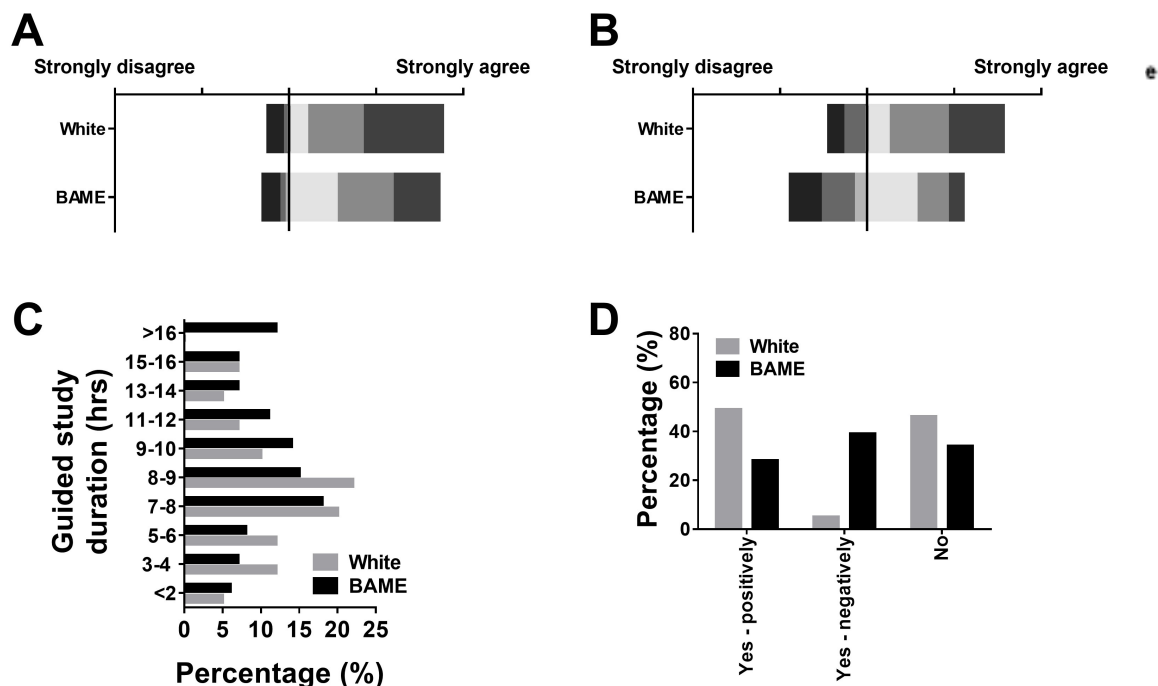 A
Strongly disagree Strongly agree
White
BAME
B
Strongly disagree Strongly agree
e
White
BAME
C
Guided study
duration (hrs)
>16
15-16
13-14
11-12
9-10
8-9
7-8
5-6
3-4
<2
White
BAME
0 5 10 15 20 25
Percentage (%)
D
Percentage (%)
80
60
40
20
0
White
BAME
Yes - positively
Yes - negatively
No